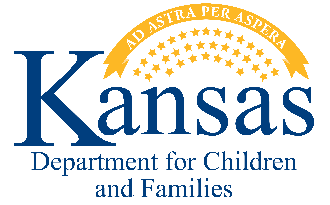 AD ASTRA PER ASPERA
Kansas
Department for Children
and Families